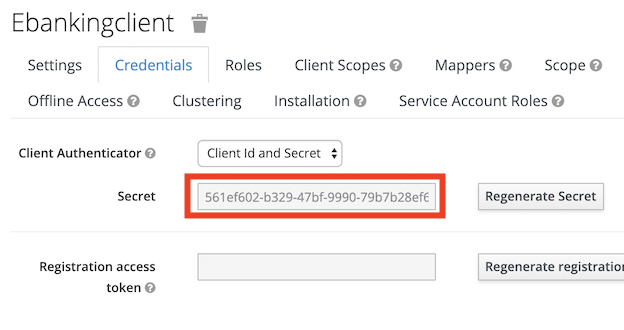 Ebankingclient
Settings Credentials Roles Client Scopes Mappers Scope
Offline Access Clustering Installation Service Account Roles
Client Authenticator Client Id and Secret
Secret 561ef602-b329-47bf-9990-79b7b28ef6 Regenerate Secret
Registration access Regenerate registration
token